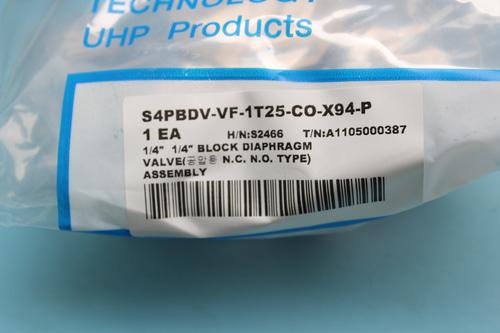 TECHNOLOGY
UHP Products
S4PBDV-VF-1T25-CO-X94-P
1 EA H/N:S2466 T/N:A1105000387
1/4" 1/4" BLOCK DIAPHRAGM
VALVE(공압용 N.C. N.O. TYPE)
ASSEMBLY